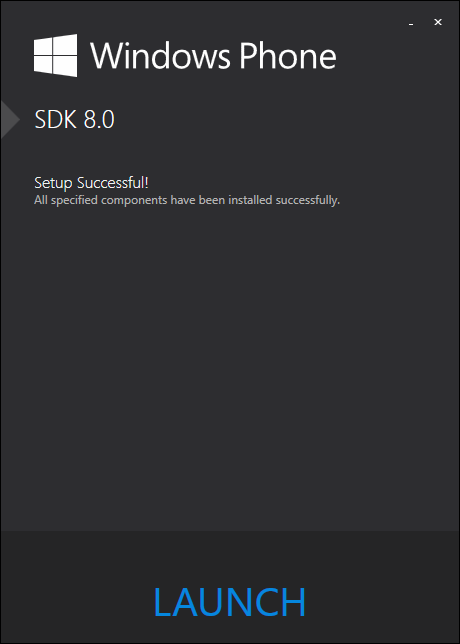 Windows Phone
SDK 8.0
Setup Successful!
All specified components have been installed successfully.
LAUNCH